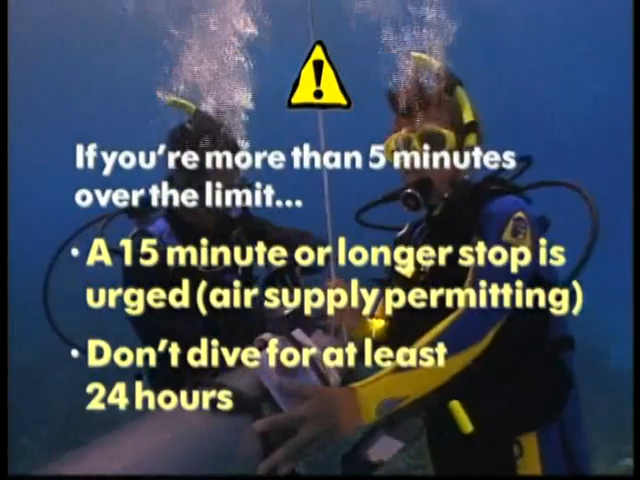 If you're more than 5 minutes
over the limit...
· A 15 minute or longer stop is
urged (air supply permitting)
· Don't dive for at least
24 hours